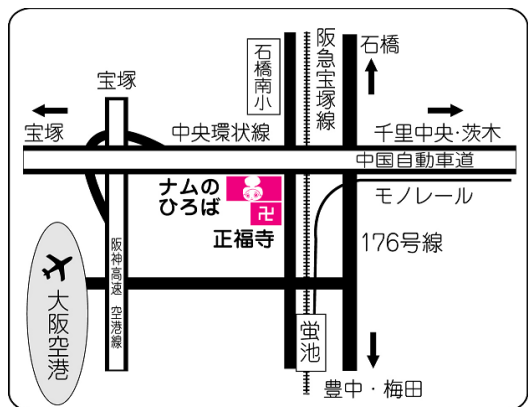 石橋
阪急宝塚線
石橋南小
宝塚
宝塚
中央環状線
千里中央・茨木
中国自動車道
ナムの
ひろば
卍
モノレール
正福寺
176号線
阪神高速 空港線
大阪空港
蛍池
豊中・梅田